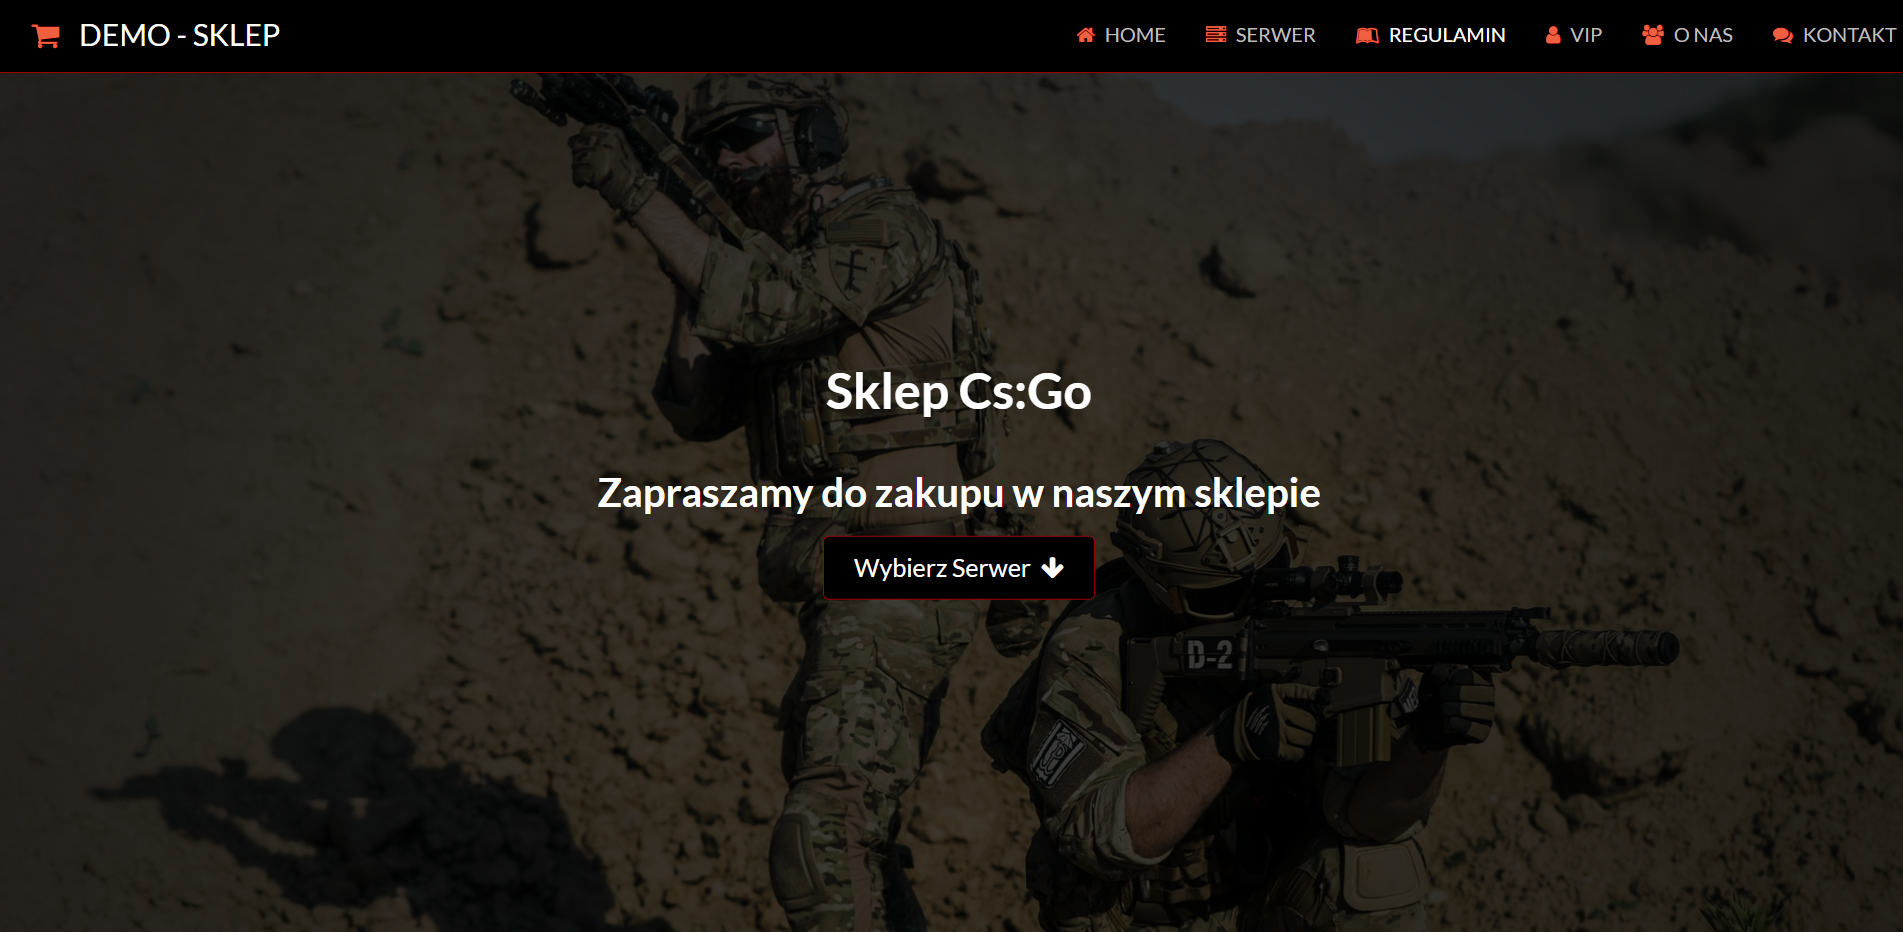 DEMO - SKLEP
HOME
SERWER
REGULAMIN
VIP
O NAS
KONTAKT
Sklep Cs:Go
Zapraszamy do zakupu w naszym sklepie
Wybierz Serwer
D-2